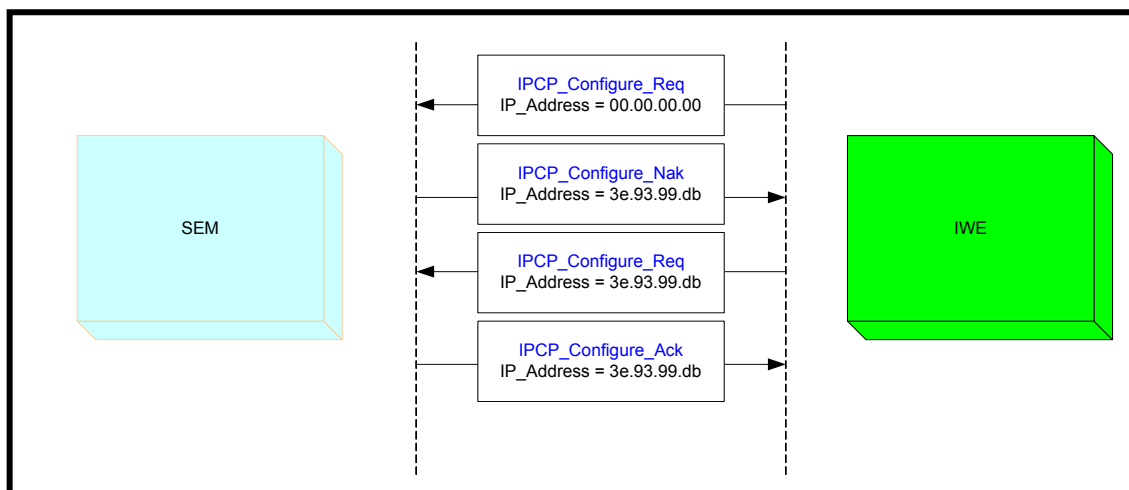 IPCP_Configure_Req
IP_Address = 00.00.00.00
IPCP_Configure_Nak
IP_Address = 3e.93.99.db
SEM
IWE
IPCP_Configure_Req
IP_Address = 3e.93.99.db
IPCP_Configure_Ack
IP_Address = 3e.93.99.db